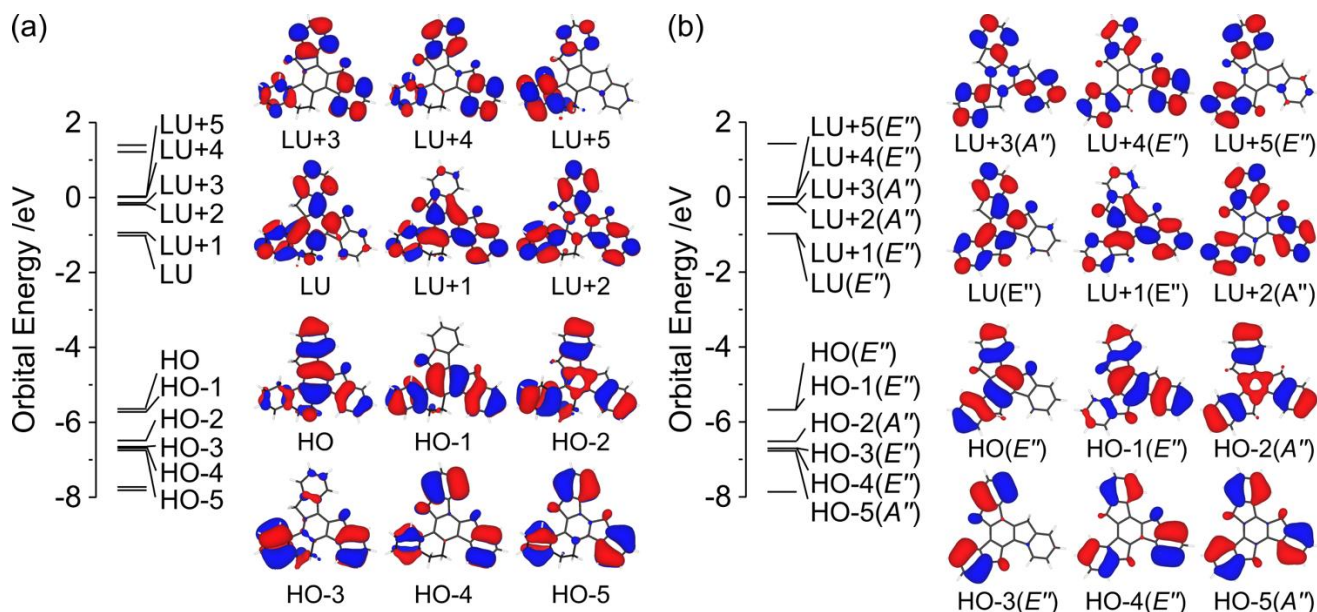 (a)
Orbital Energy /eV
2
0
-2
-4
-6
-8
LU+5
LU+4
LU+3
LU+2
LU+1
LU
HO
HO-1
HO-2
HO-3
HO-4
HO-5
LU+3 LU+4 LU+5
LU LU+1 LU+2
HO HO-1 HO-2
HO-3 HO-4 HO-5
(b)
Orbital Energy /eV
2
0
-2
-4
-6
-8
LU+5(E")
LU+4(E")
LU+3(A")
LU+2(A")
LU+1(E")
LU(E")
HO(E")
HO-1(E")
HO-2(A")
HO-3(E")
HO-4(E")
HO-5(A")
LU+3(A") LU+4(E") LU+5(E")
LU(E") LU+1(E") LU+2(A")
HO(E") HO-1(E") HO-2(A")
HO-3(E") HO-4(E") HO-5(A")